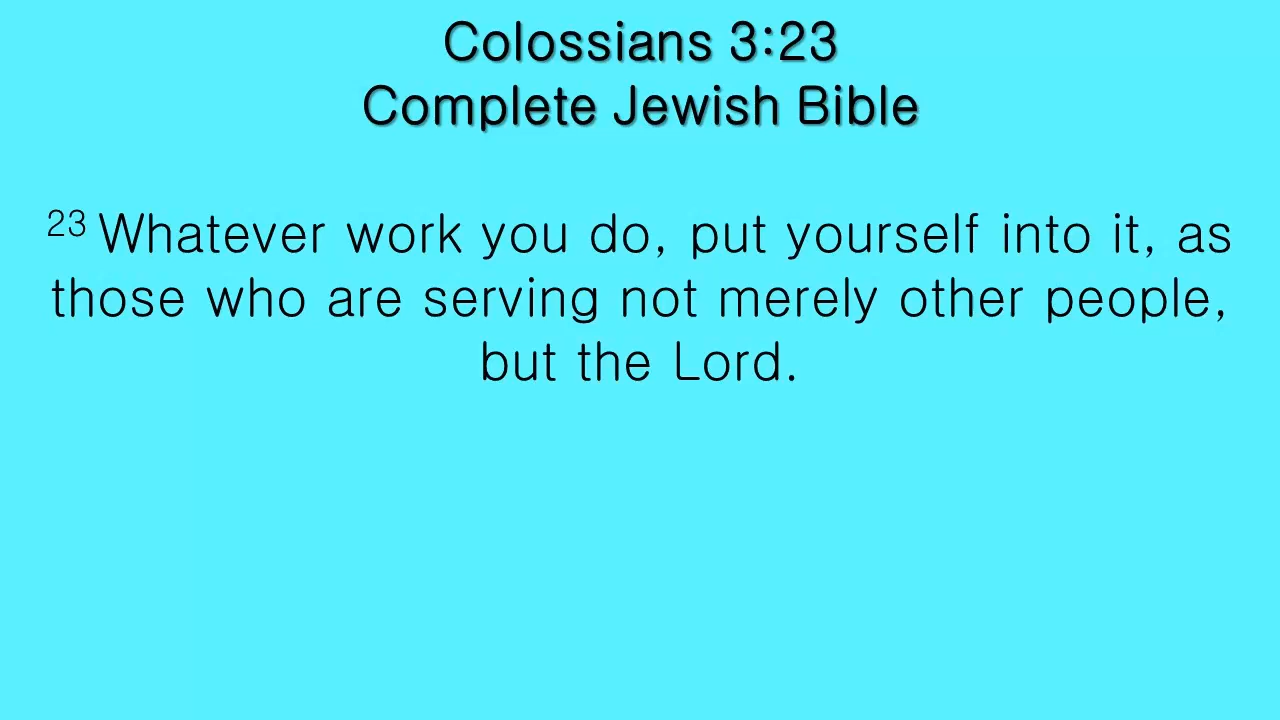 Colossians 3:23
Complete Jewish Bible
23 Whatever work you do, put yourself into it, as
those who are serving not merely other people,
but the Lord.